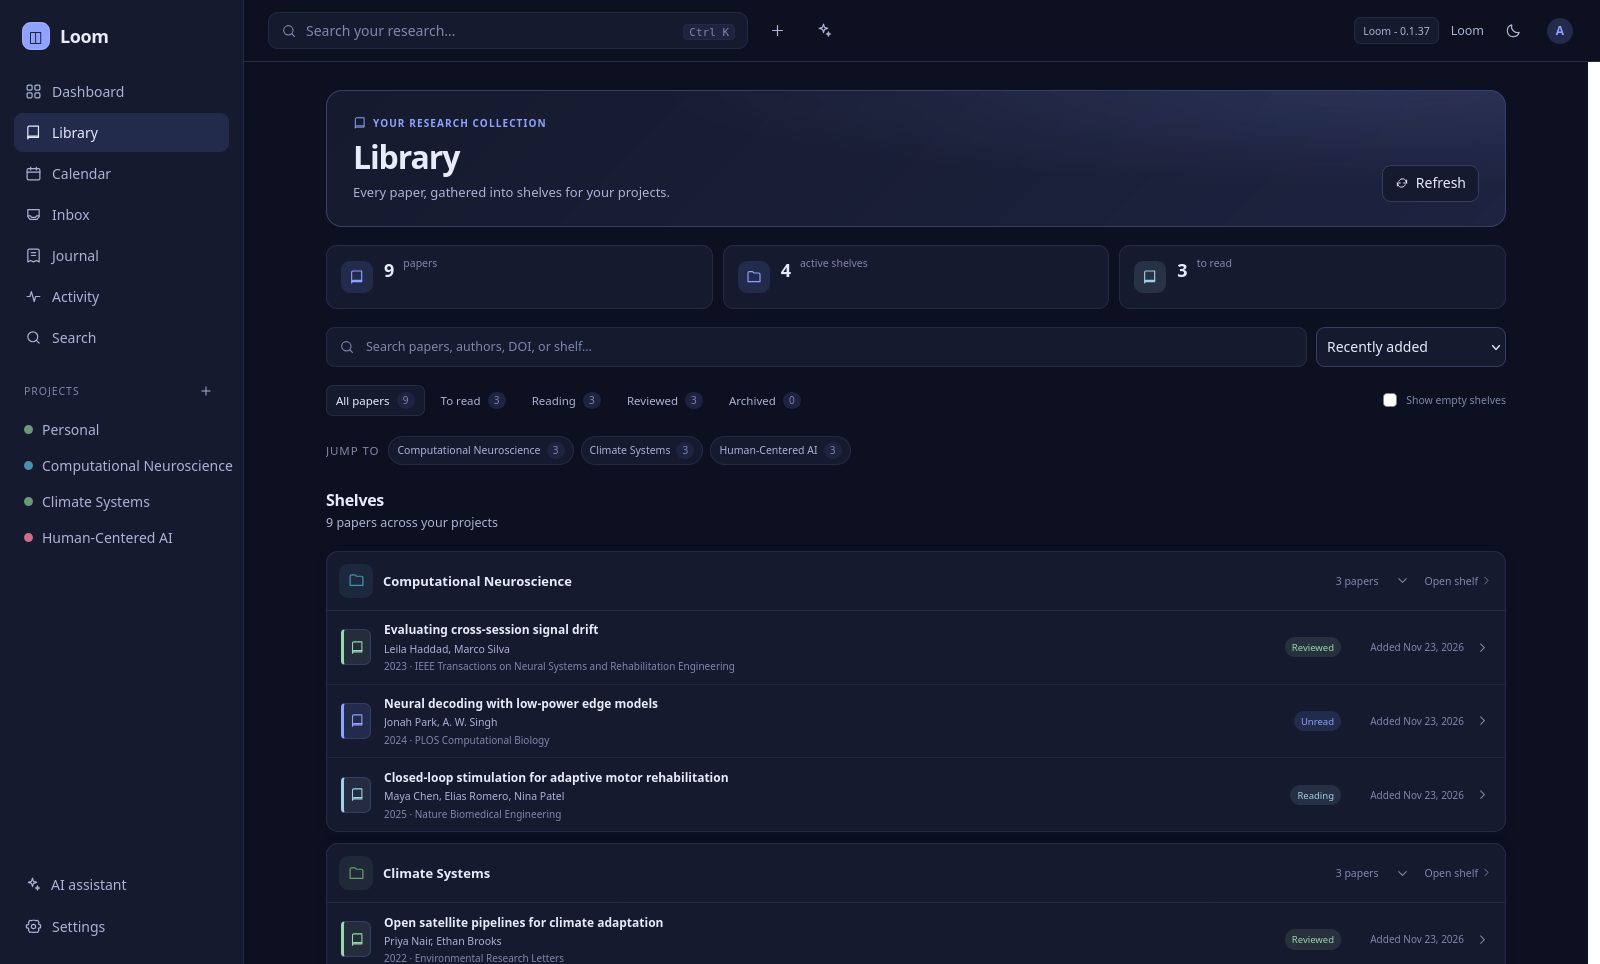 Loom
Search your research...
Ctrl K
Loom - 0.1.37
Loom
A
Dashboard
Library
Calendar
Inbox
Journal
Activity
Search
PROJECTS
Personal
Computational Neuroscience
Climate Systems
Human-Centered AI
AI assistant
Settings
YOUR RESEARCH COLLECTION
Library
Every paper, gathered into shelves for your projects.
Refresh
9 papers
4 active shelves
3 to read
Search papers, authors, DOI, or shelf...
Recently added
All papers 9
To read 3
Reading 3
Reviewed 3
Archived 0
Show empty shelves
JUMP TO
Computational Neuroscience 3
Climate Systems 3
Human-Centered AI 3
Shelves
9 papers across your projects
Computational Neuroscience
3 papers
Open shelf
Evaluating cross-session signal drift
Leila Haddad, Marco Silva
2023 · IEEE Transactions on Neural Systems and Rehabilitation Engineering
Reviewed
Added Nov 23, 2026
Neural decoding with low-power edge models
Jonah Park, A. W. Singh
2024 · PLOS Computational Biology
Unread
Added Nov 23, 2026
Closed-loop stimulation for adaptive motor rehabilitation
Maya Chen, Elias Romero, Nina Patel
2025 · Nature Biomedical Engineering
Reading
Added Nov 23, 2026
Climate Systems
3 papers
Open shelf
Open satellite pipelines for climate adaptation
Priya Nair, Ethan Brooks
2022 · Environmental Research Letters
Reviewed
Added Nov 23, 2026